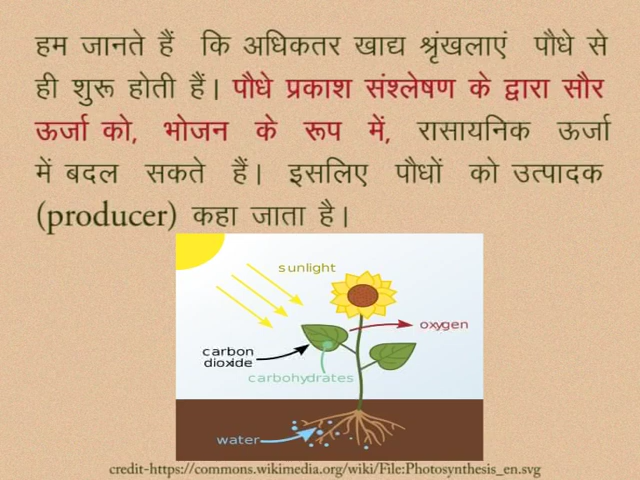 हम जानते हैं कि अधिकतर खाद्य श्रृंखलाएं पौधे से
ही शुरू होती हैं। पौधे प्रकाश संश्लेषण के द्वारा सौर
ऊर्जा को, भोजन के रूप में, रासायनिक ऊर्जा
में बदल सकते हैं। इसलिए पौधों को उत्पादक
(producer) कहा जाता है।
sunlight
oxygen
carbon
dioxide
carbohydrates
water
credit-https://commons.wikimedia.org/wiki/File:Photosynthesis_en.svg